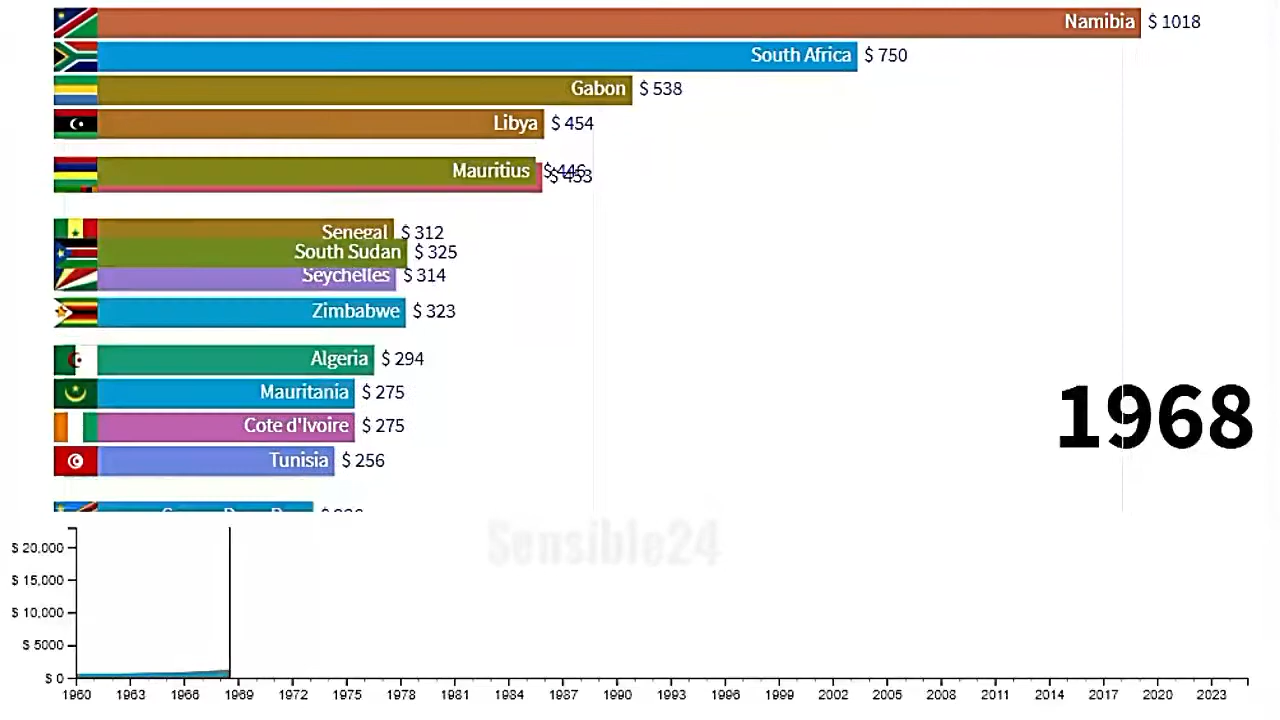 Namibia $ 1018
South Africa $ 750
Gabon $ 538
Libya $ 454
Mauritius $ 446
$ 453
Senegal $ 312
South Sudan $ 325
Seychelles $ 314
Zimbabwe $ 323
Algeria $ 294
Mauritania $ 275
1968
Cote d'Ivoire $ 275
Tunisia $ 256
Sensible24
$ 20,000
$ 15,000
$ 10,000
$ 5000
$ 0
1960 1963 1966 1969 1972 1975 1978 1981 1984 1987 1990 1993 1996 1999 2002 2005 2008 2011 2014 2017 2020 2023